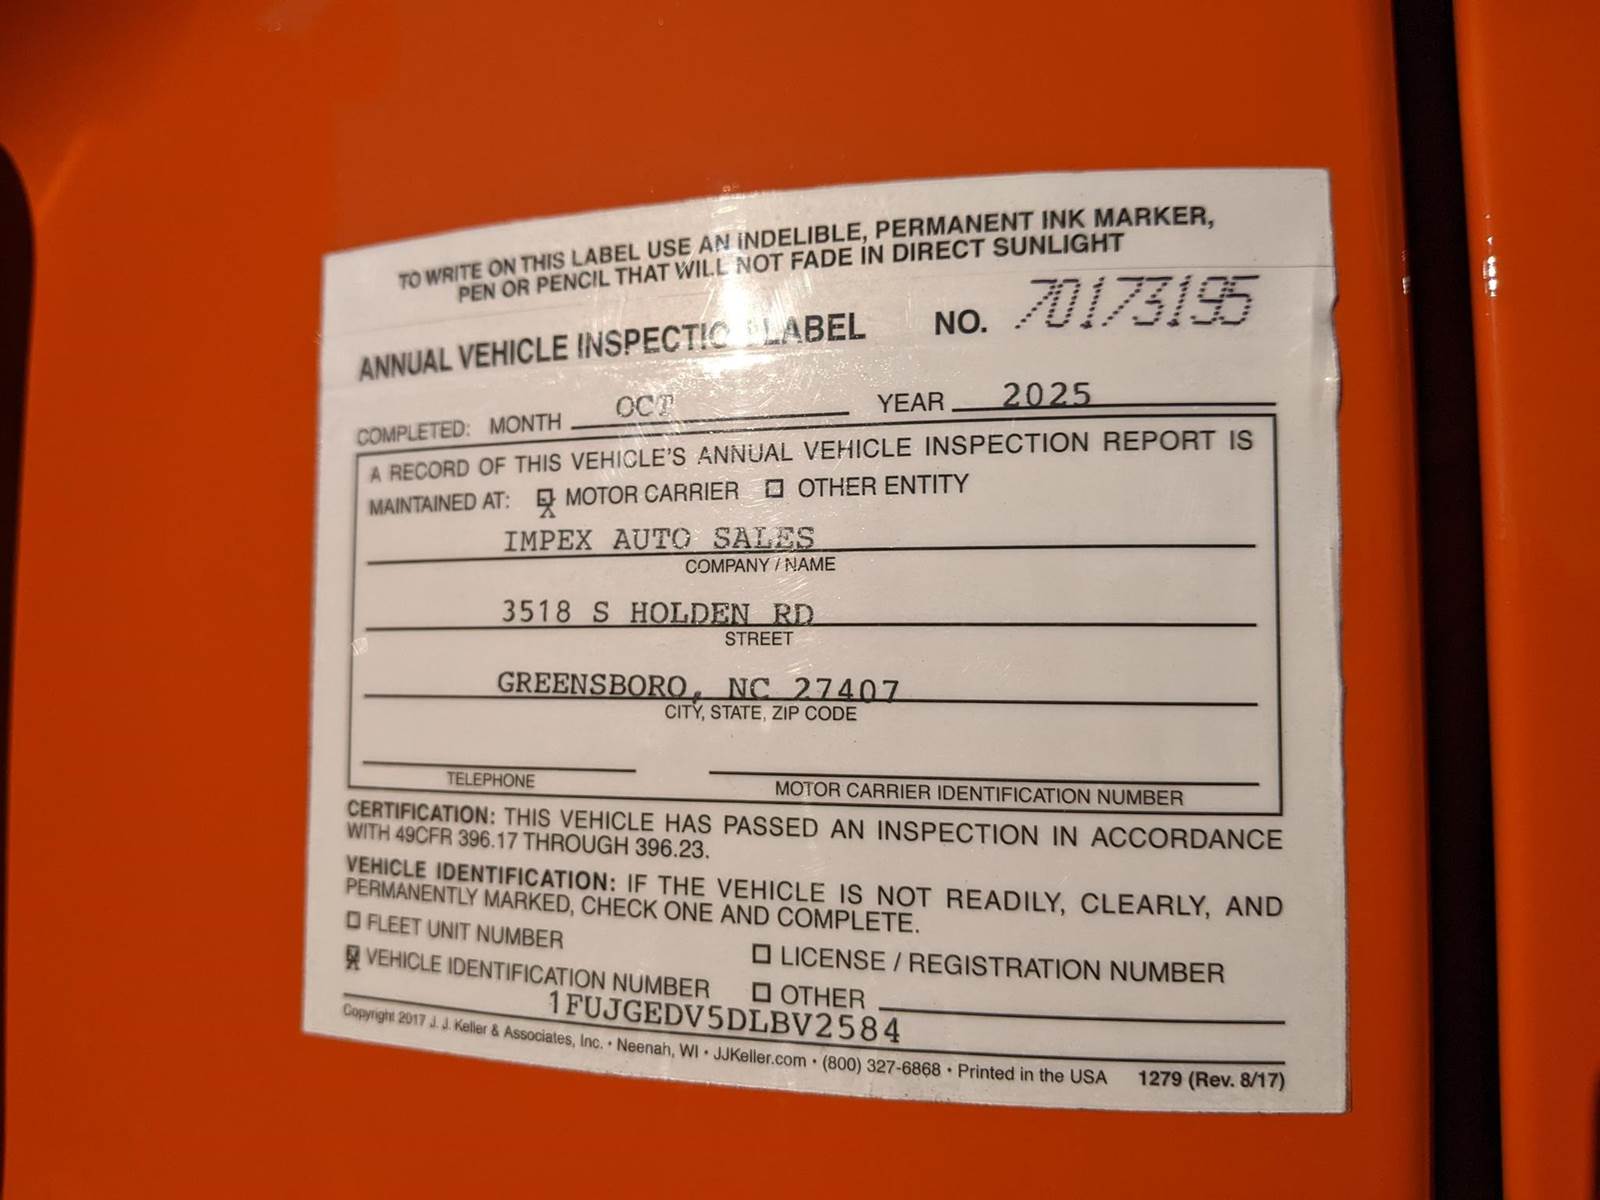 TO WRITE ON THIS LABEL USE AN INDELIBLE, PERMANENT INK MARKER,
PEN OR PENCIL THAT WILL NOT FADE IN DIRECT SUNLIGHT
ANNUAL VEHICLE INSPECTIO LABEL NO. 70173195
COMPLETED: MONTH OCT YEAR 2025
A RECORD OF THIS VEHICLE'S ANNUAL VEHICLE INSPECTION REPORT IS
MAINTAINED AT: X MOTOR CARRIER ☐ OTHER ENTITY
IMPEX AUTO SALES
COMPANY / NAME
3518 S HOLDEN RD
STREET
GREENSBORO, NC 27407
CITY, STATE, ZIP CODE
TELEPHONE MOTOR CARRIER IDENTIFICATION NUMBER
CERTIFICATION: THIS VEHICLE HAS PASSED AN INSPECTION IN ACCORDANCE
WITH 49CFR 396.17 THROUGH 396.23.
VEHICLE IDENTIFICATION: IF THE VEHICLE IS NOT READILY, CLEARLY, AND
PERMANENTLY MARKED, CHECK ONE AND COMPLETE.
☐ FLEET UNIT NUMBER ☐ LICENSE / REGISTRATION NUMBER
X VEHICLE IDENTIFICATION NUMBER ☐ OTHER
1FUJGEDV5DLBV2584
Copyright 2017 J. J. Keller & Associates, Inc. • Neenah, WI • JJKeller.com • (800) 327-6868 • Printed in the USA 1279 (Rev. 8/17)